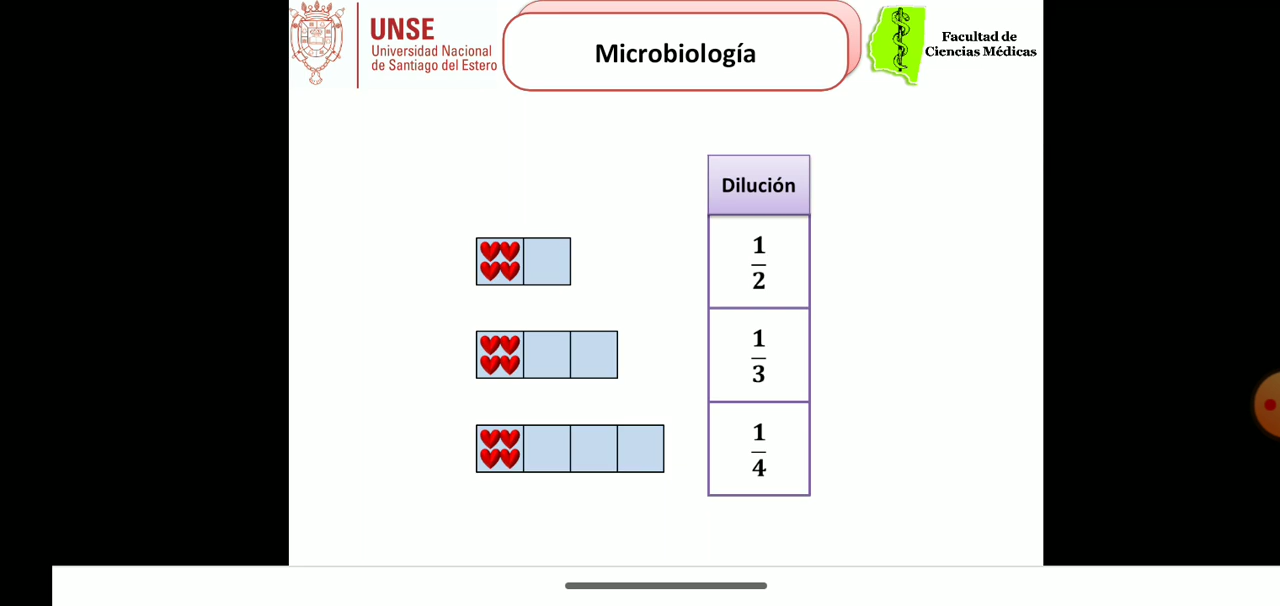 UNSE
Universidad Nacional
de Santiago del Estero
Microbiología
Facultad de
Ciencias Médicas
Dilución
1
2
1
3
1
4